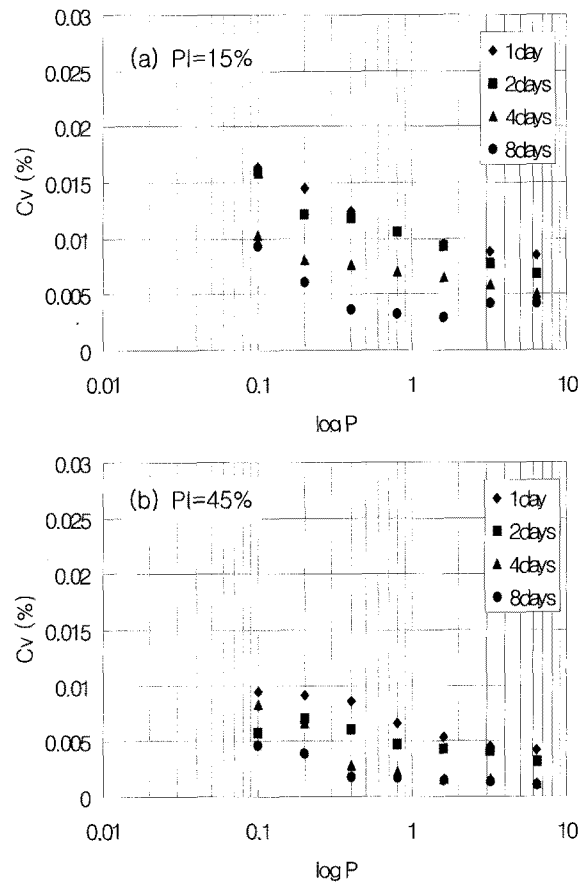 0.03
(a) PI=15%
◆ 1day
■ 2days
▲ 4days
● 8days
0.025
0.02
0.015
0.01
0.005
0
Cv (%)
0.01 0.1 1 10
log P
0.03
(b) PI=45%
◆ 1day
■ 2days
▲ 4days
● 8days
0.025
0.02
0.015
0.01
0.005
0
Cv (%)
0.01 0.1 1 10
log P